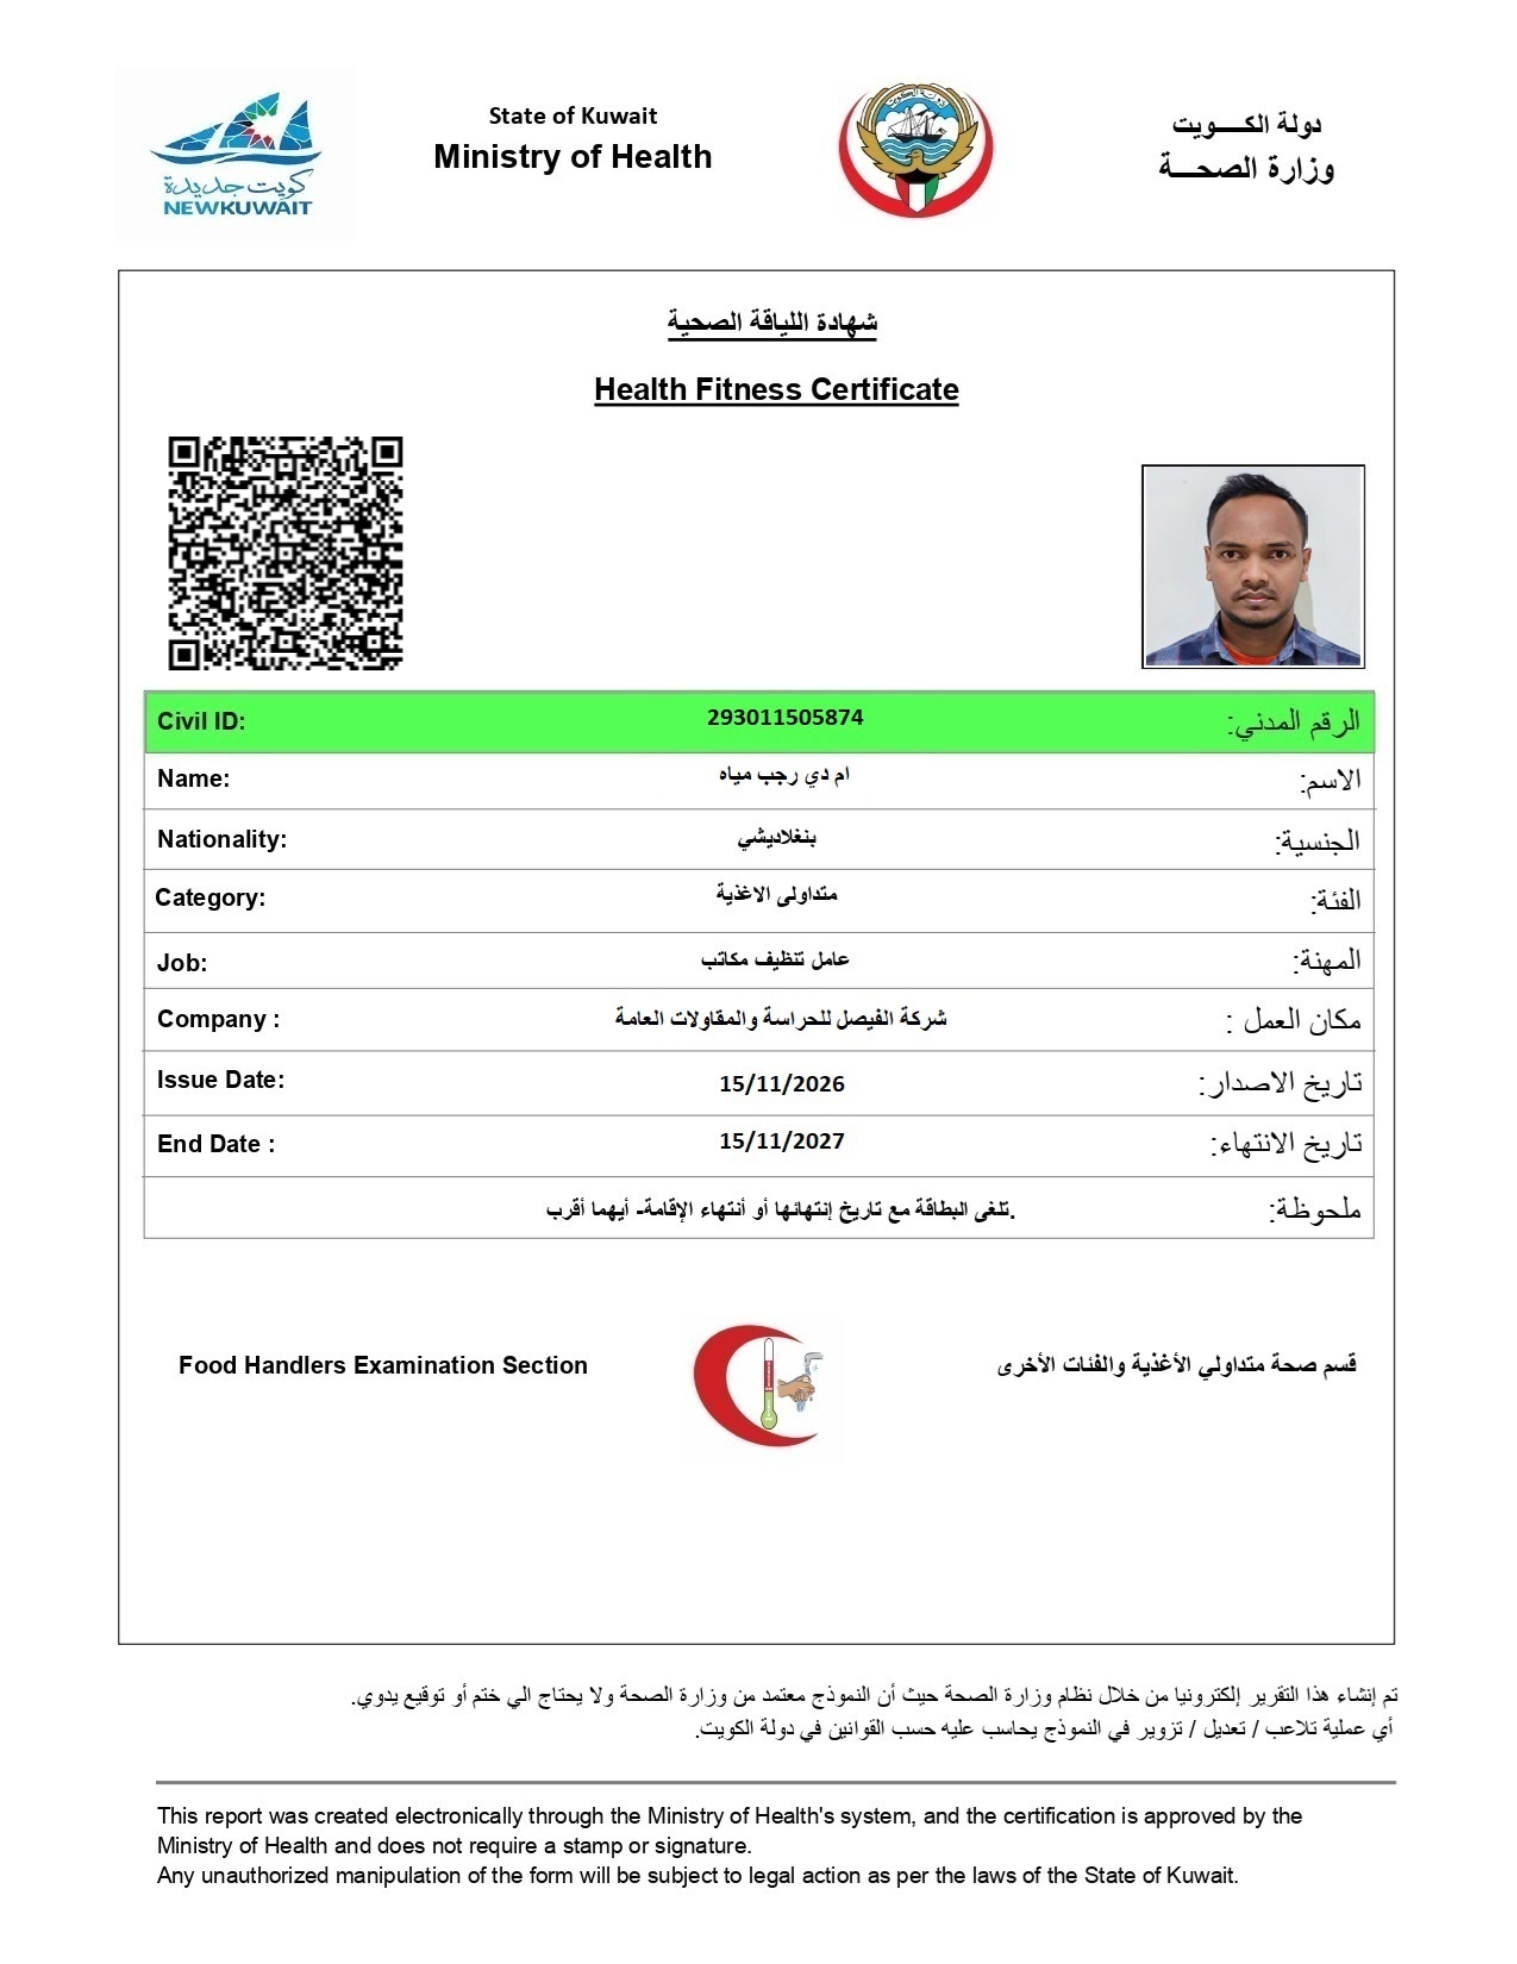 كويت جديدة
NEWKUWAIT
State of Kuwait
Ministry of Health
دولة الكويت
دولة الكـــويت
وزارة الصحـــة
شهادة اللياقة الصحية
Health Fitness Certificate
Civil ID: 293011505874 الرقم المدني:
Name: ام دي رجب مياه الاسم:
Nationality: بنغلاديشي الجنسية:
Category: متداولى الاغذية الفئة:
Job: عامل تنظيف مكاتب المهنة:
Company : شركة الفيصل للحراسة والمقاولات العامة مكان العمل :
Issue Date: 15/11/2026 تاريخ الاصدار:
End Date : 15/11/2027 تاريخ الانتهاء:
تلغى البطاقة مع تاريخ إنتهائها أو أنتهاء الإقامة- أيهما أقرب. ملحوظة:
Food Handlers Examination Section
قسم صحة متداولي الأغذية والفئات الأخرى
تم إنشاء هذا التقرير إلكترونيا من خلال نظام وزارة الصحة حيث أن النموذج معتمد من وزارة الصحة ولا يحتاج الي ختم أو توقيع يدوي.
أي عملية تلاعب / تعديل / تزوير في النموذج يحاسب عليه حسب القوانين في دولة الكويت.
This report was created electronically through the Ministry of Health's system, and the certification is approved by the
Ministry of Health and does not require a stamp or signature.
Any unauthorized manipulation of the form will be subject to legal action as per the laws of the State of Kuwait.